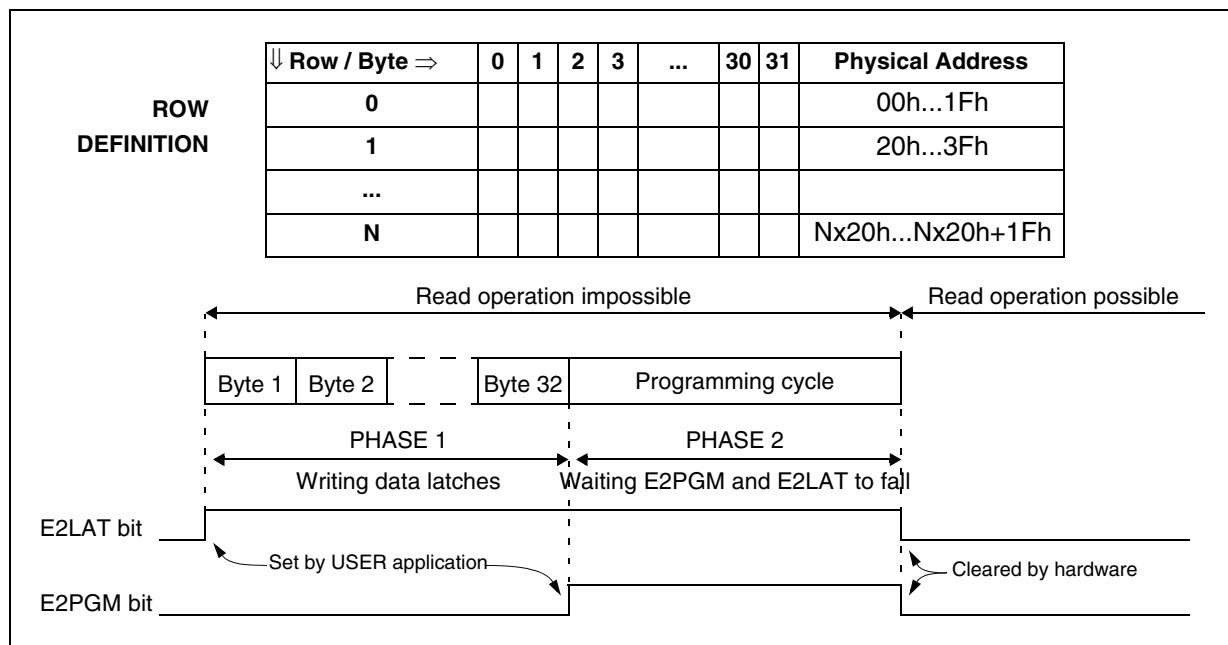 ⇓ Row / Byte ⇒ 0 1 2 3 ... 30 31 Physical Address
ROW DEFINITION
0 00h...1Fh
1 20h...3Fh
...
N Nx20h...Nx20h+1Fh
Read operation impossible Read operation possible
Byte 1 Byte 2 Byte 32 Programming cycle
PHASE 1 PHASE 2
Writing data latches Waiting E2PGM and E2LAT to fall
E2LAT bit
Set by USER application Cleared by hardware
E2PGM bit